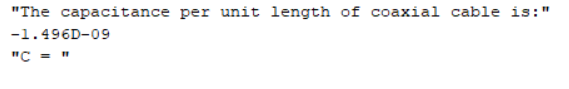 "The capacitance per unit length of coaxial cable is:"
-1.496D-09
"C = "